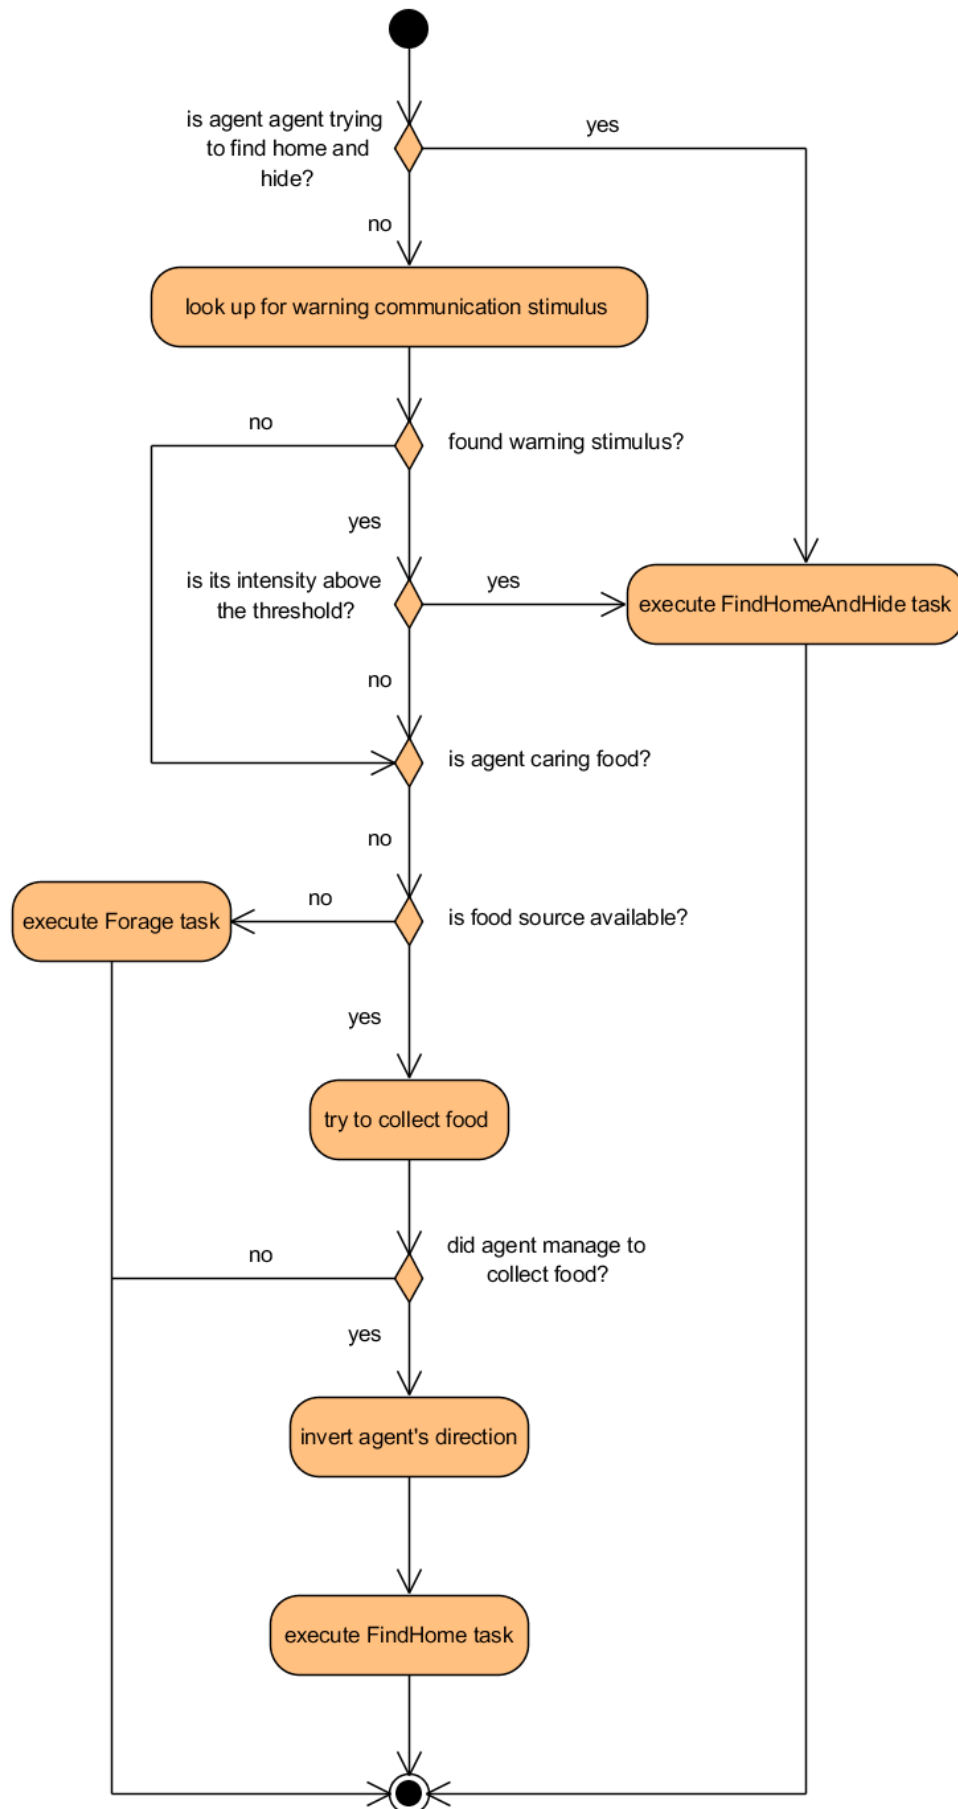 is agent agent trying
to find home and
hide?
yes
no
look up for warning communication stimulus
no
found warning stimulus?
yes
is its intensity above
the threshold?
yes
execute FindHomeAndHide task
no
is agent caring food?
no
execute Forage task
no
is food source available?
yes
try to collect food
no
did agent manage to
collect food?
yes
invert agent's direction
execute FindHome task